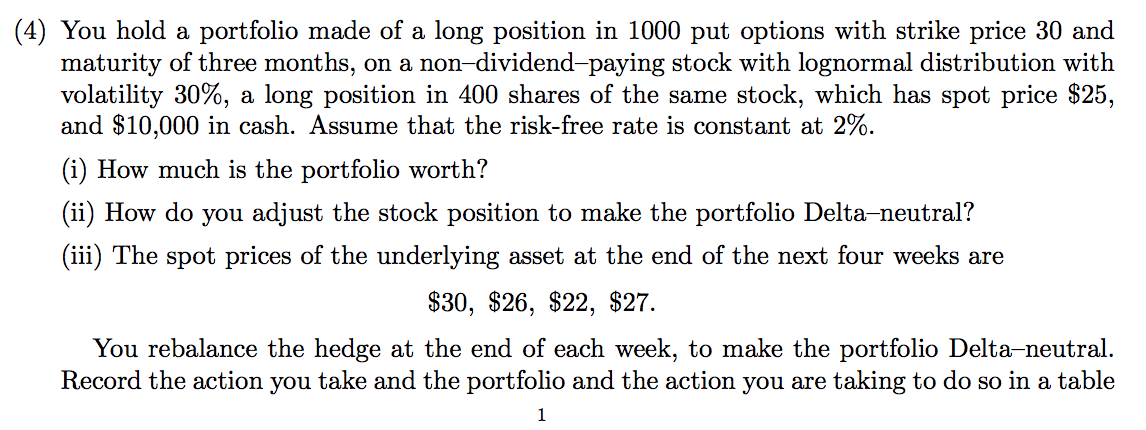 (4) You hold a portfolio made of a long position in 1000 put options with strike price 30 and
maturity of three months, on a non–dividend–paying stock with lognormal distribution with
volatility 30%, a long position in 400 shares of the same stock, which has spot price $25,
and $10,000 in cash. Assume that the risk-free rate is constant at 2%.
(i) How much is the portfolio worth?
(ii) How do you adjust the stock position to make the portfolio Delta–neutral?
(iii) The spot prices of the underlying asset at the end of the next four weeks are
$30, $26, $22, $27.
You rebalance the hedge at the end of each week, to make the portfolio Delta–neutral.
Record the action you take and the portfolio and the action you are taking to do so in a table
1